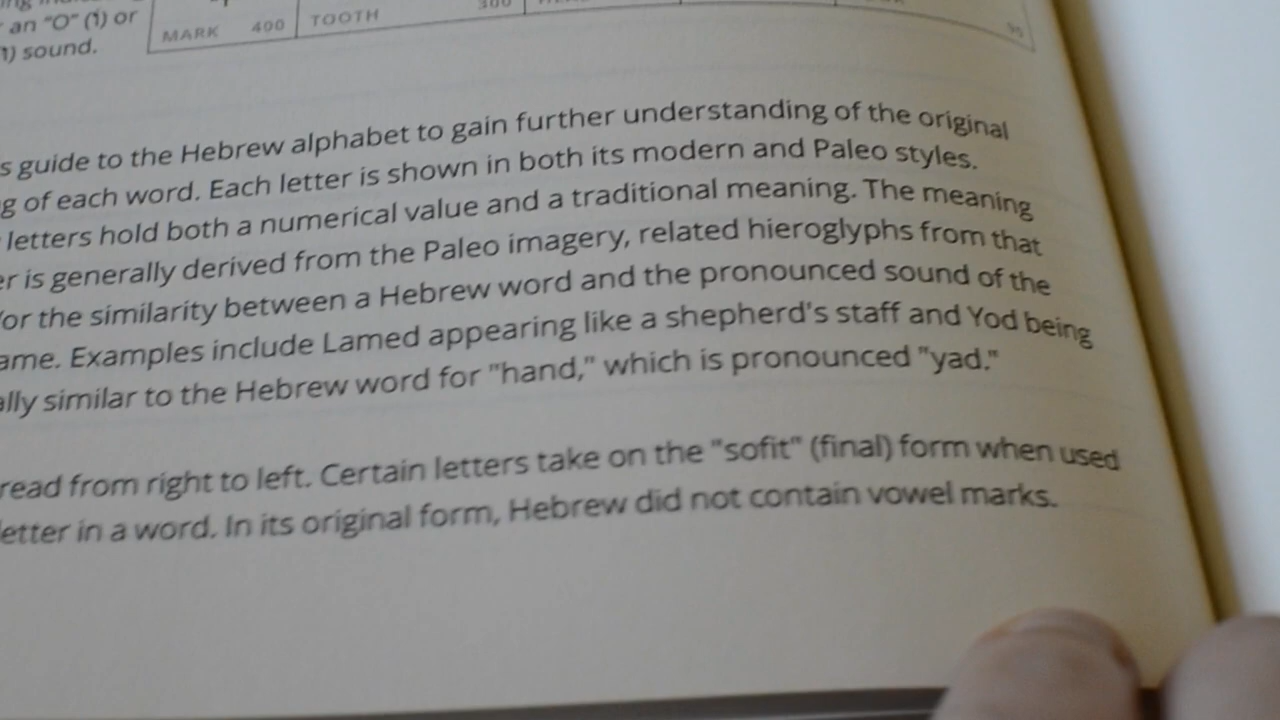 an "O" (1) or
1) sound.
MARK 400 TOOTH 300
95
s guide to the Hebrew alphabet to gain further understanding of the original
g of each word. Each letter is shown in both its modern and Paleo styles.
letters hold both a numerical value and a traditional meaning. The meaning
er is generally derived from the Paleo imagery, related hieroglyphs from that
/or the similarity between a Hebrew word and the pronounced sound of the
ame. Examples include Lamed appearing like a shepherd's staff and Yod being
ally similar to the Hebrew word for "hand," which is pronounced "yad."
read from right to left. Certain letters take on the "sofit" (final) form when used
letter in a word. In its original form, Hebrew did not contain vowel marks.